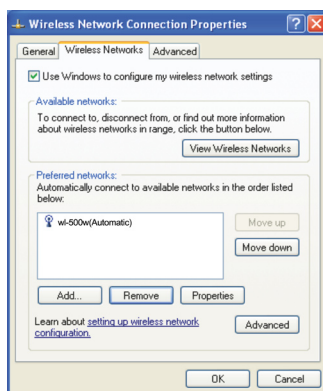 Wireless Network Connection Properties
General Wireless Networks Advanced
Use Windows to configure my wireless network settings
Available networks:
To connect to, disconnect from, or find out more information
about wireless networks in range, click the button below.
View Wireless Networks
Preferred networks:
Automatically connect to available networks in the order listed
below:
wl-500w(Automatic)
Move up
Move down
Add... Remove Properties
Learn about setting up wireless network
configuration.
Advanced
OK Cancel